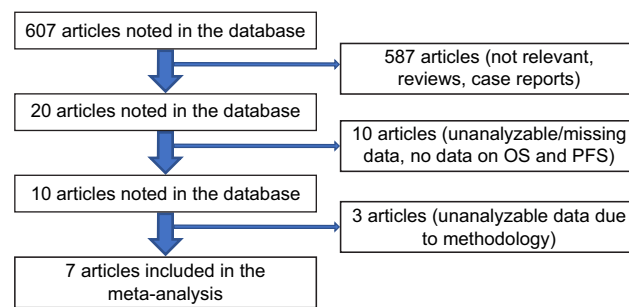 607 articles noted in the database
587 articles (not relevant,
reviews, case reports)
20 articles noted in the database
10 articles (unanalyzable/missing
data, no data on OS and PFS)
10 articles noted in the database
3 articles (unanalyzable data due
to methodology)
7 articles included in the
meta-analysis